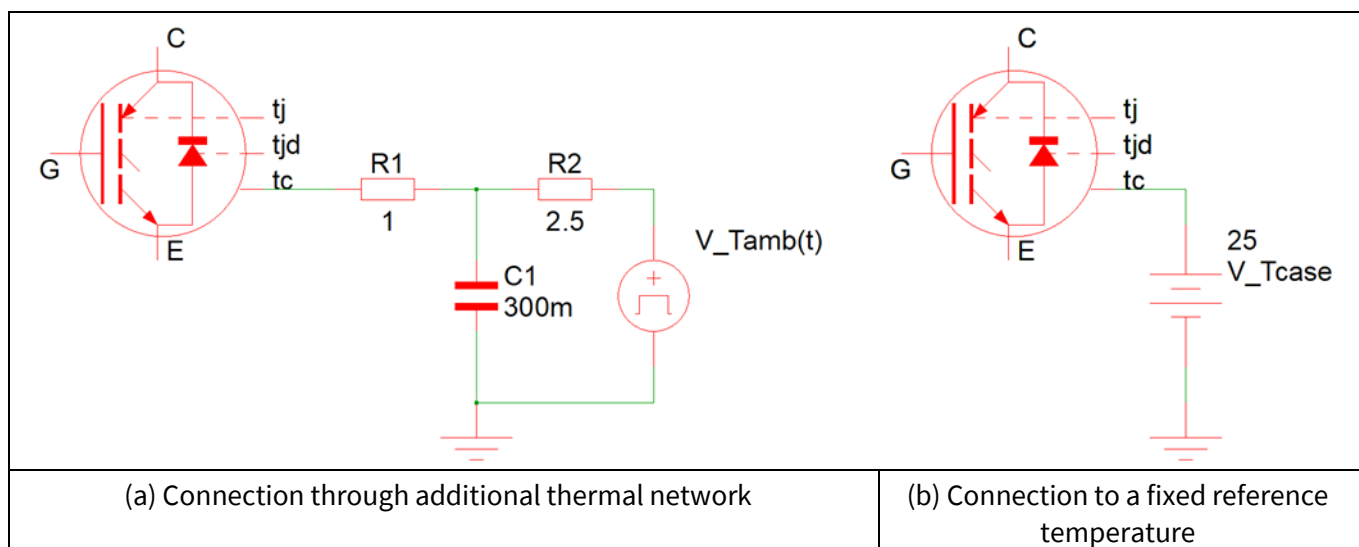 C
G
tj
tjd
tc
E
R1
1
R2
2.5
C1
300m
V_Tamb(t)
+
C
G
tj
tjd
tc
E
25
V_Tcase
(a) Connection through additional thermal network
(b) Connection to a fixed reference
temperature